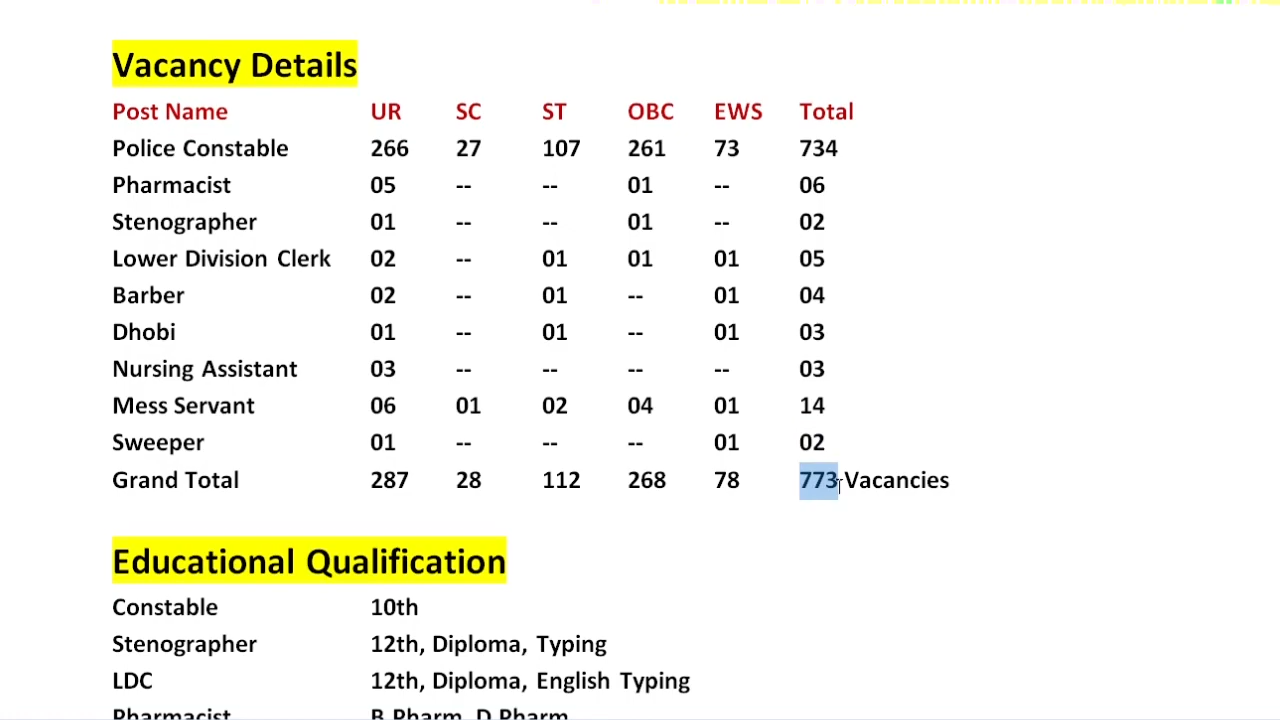 Vacancy Details
Post Name UR SC ST OBC EWS Total
Police Constable 266 27 107 261 73 734
Pharmacist 05 -- -- 01 -- 06
Stenographer 01 -- -- 01 -- 02
Lower Division Clerk 02 -- 01 01 01 05
Barber 02 -- 01 -- 01 04
Dhobi 01 -- 01 -- 01 03
Nursing Assistant 03 -- -- -- -- 03
Mess Servant 06 01 02 04 01 14
Sweeper 01 -- -- -- 01 02
Grand Total 287 28 112 268 78 773 Vacancies
Educational Qualification
Constable 10th
Stenographer 12th, Diploma, Typing
LDC 12th, Diploma, English Typing
Pharmacist B Pharm, D Pharm